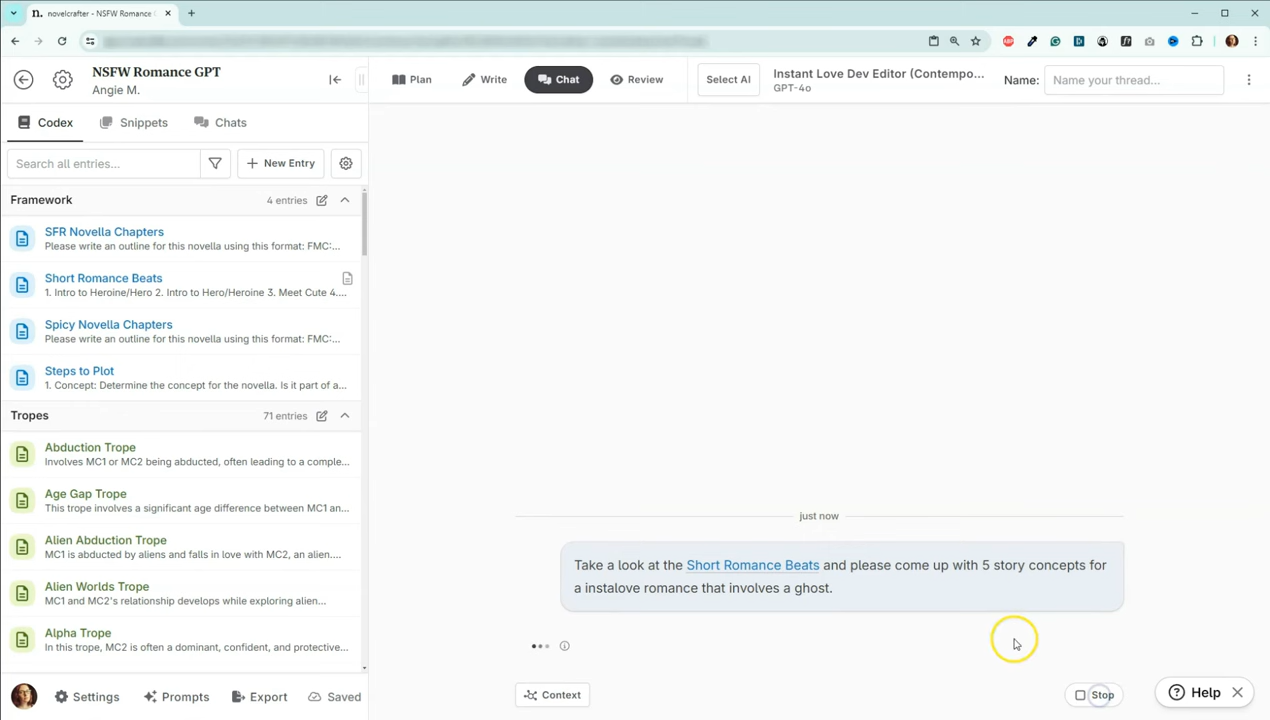 novelcrafter - NSFW Romance G
NSFW Romance GPT
Angie M.
Plan
Write
Chat
Review
Select AI
Instant Love Dev Editor (Contempo...
GPT-4o
Name:
Name your thread...
Codex
Snippets
Chats
Search all entries...
New Entry
Framework
4 entries
SFR Novella Chapters
Please write an outline for this novella using this format: FMC:...
Short Romance Beats
1. Intro to Heroine/Hero 2. Intro to Hero/Heroine 3. Meet Cute 4....
Spicy Novella Chapters
Please write an outline for this novella using this format: FMC:...
Steps to Plot
1. Concept: Determine the concept for the novella. Is it part of a...
Tropes
71 entries
Abduction Trope
Involves MC1 or MC2 being abducted, often leading to a comple...
Age Gap Trope
This trope involves a significant age difference between MC1 an...
Alien Abduction Trope
MC1 is abducted by aliens and falls in love with MC2, an alien....
Alien Worlds Trope
MC1 and MC2's relationship develops while exploring alien...
Alpha Trope
In this trope, MC2 is often a dominant, confident, and protective...
just now
Take a look at the Short Romance Beats and please come up with 5 story concepts for
a instalove romance that involves a ghost.
Context
Stop
Help
Settings
Prompts
Export
Saved